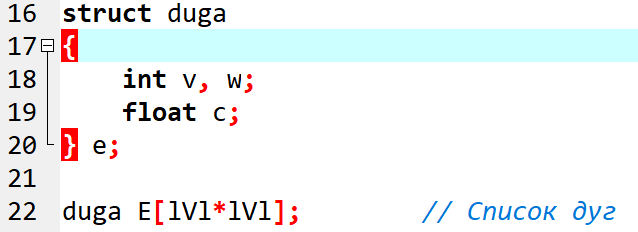 16 struct duga
17 {
18 int v, w;
19 float c;
20 } e;
21
22 duga E[lVl*lVl]; // Список дуг